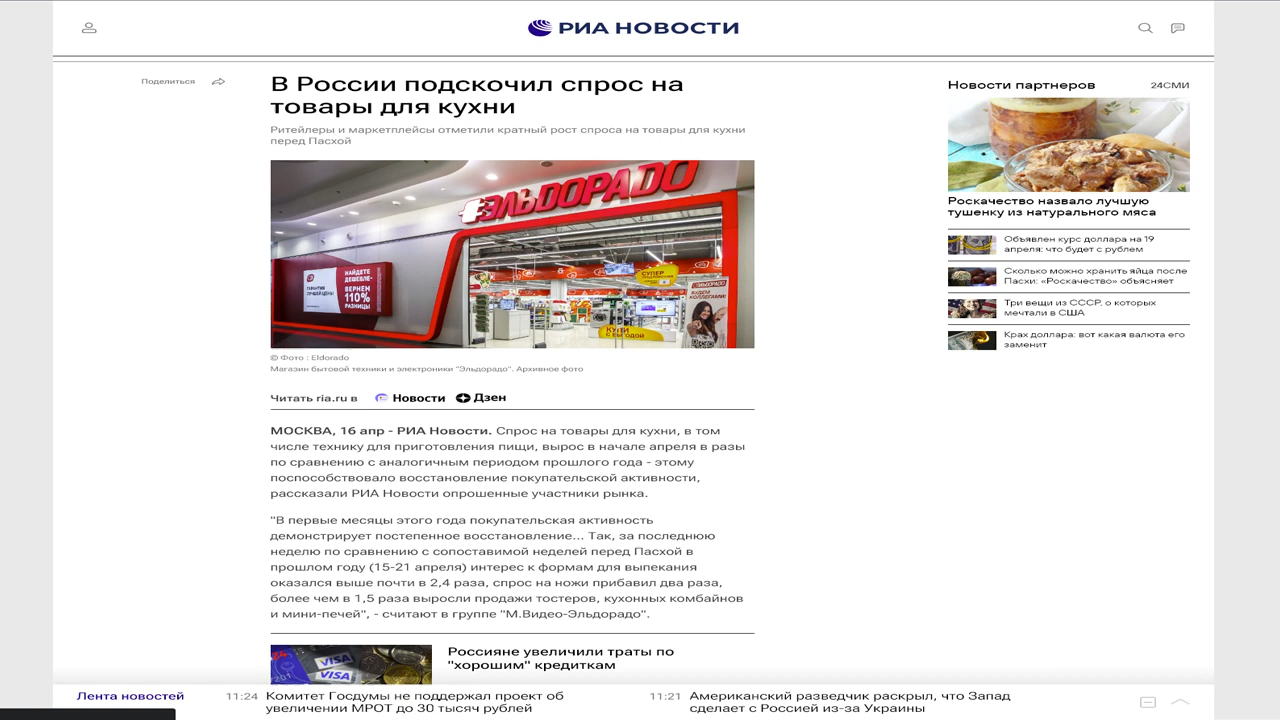 РИА НОВОСТИ
Поделиться
В России подскочил спрос на
товары для кухни
Ритейлеры и маркетплейсы отметили кратный рост спроса на товары для кухни
перед Пасхой
ЭЛЬДОРАДО
НАЙДЕТЕ
ДЕШЕВЛЕ-
ВЕРНЕМ
110%
РАЗНИЦЫ
ГАРАНТИЯ
ЛУЧШЕЙ ЦЕНЫ
СУПЕР
КУПИ
С ВЫГОДОЙ
© Фото : Eldorado
Магазин бытовой техники и электроники "Эльдорадо". Архивное фото
Читать ria.ru в Новости Дзен
МОСКВА, 16 апр - РИА Новости. Спрос на товары для кухни, в том
числе технику для приготовления пищи, вырос в начале апреля в разы
по сравнению с аналогичным периодом прошлого года - этому
поспособствовало восстановление покупательской активности,
рассказали РИА Новости опрошенные участники рынка.
"В первые месяцы этого года покупательская активность
демонстрирует постепенное восстановление... Так, за последнюю
неделю по сравнению с сопоставимой неделей перед Пасхой в
прошлом году (15-21 апреля) интерес к формам для выпекания
оказался выше почти в 2,4 раза, спрос на ножи прибавил два раза,
более чем в 1,5 раза выросли продажи тостеров, кухонных комбайнов
и мини-печей", - считают в группе "М.Видео-Эльдорадо".
VISA
VISA
Россияне увеличили траты по
"хорошим" кредиткам
Новости партнеров 24СМИ
Роскачество назвало лучшую
тушенку из натурального мяса
Объявлен курс доллара на 19
апреля: что будет с рублем
Сколько можно хранить яйца после
Пасхи: «Роскачество» объясняет
Три вещи из СССР, о которых
мечтали в США
Крах доллара: вот какая валюта его
заменит
Лента новостей
11:24 Комитет Госдумы не поддержал проект об
увеличении МРОТ до 30 тысяч рублей
11:21 Американский разведчик раскрыл, что Запад
сделает с Россией из-за Украины